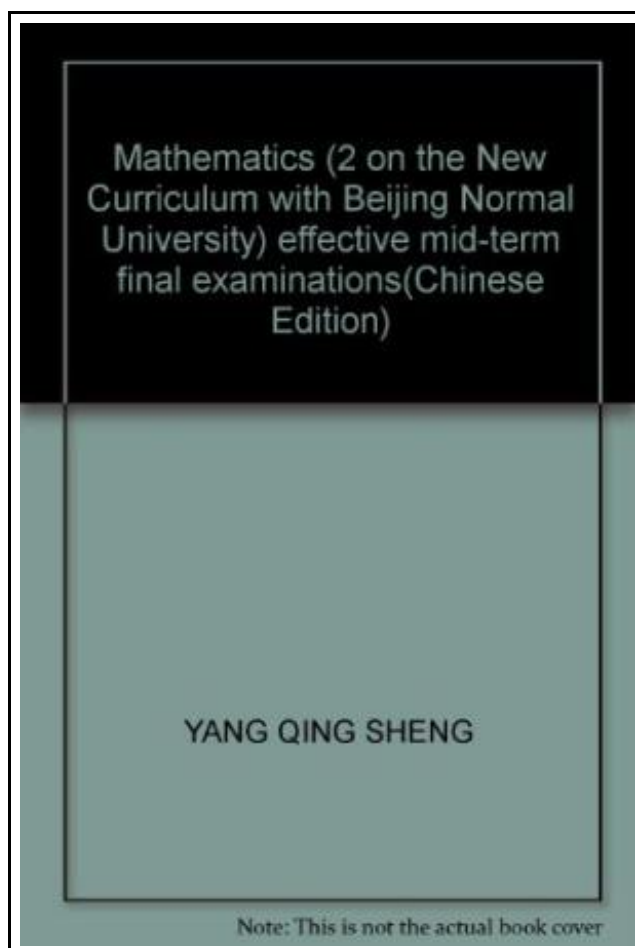 Mathematics (2 on the New
Curriculum with Beijing Normal
University) effective mid-term
final examinations(Chinese
Edition)
YANG QING SHENG
Note: This is not the actual book cover